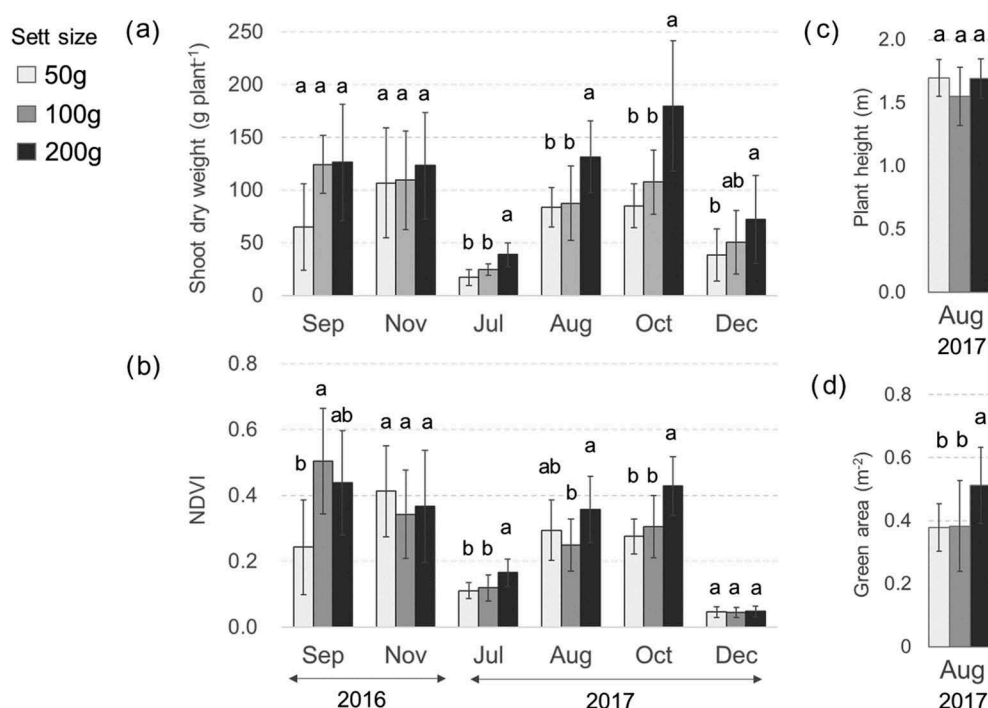 Sett size
50g
100g
200g
(a)
Shoot dry weight (g plant⁻¹)
250
200
150
100
50
0
a a a
a a a
b b a
b b a
b b a
b ab a
Sep Nov Jul Aug Oct Dec
(b)
NDVI
0.8
0.6
0.4
0.2
0.0
b a ab
a a a
b b a
ab b a
b b a
a a a
Sep Nov Jul Aug Oct Dec
2016 2017
(c)
Plant height (m)
2.0
1.5
1.0
0.5
0.0
a a a
Aug
2017
(d)
Green area (m⁻²)
0.8
0.6
0.4
0.2
0
b b a
Aug
2017